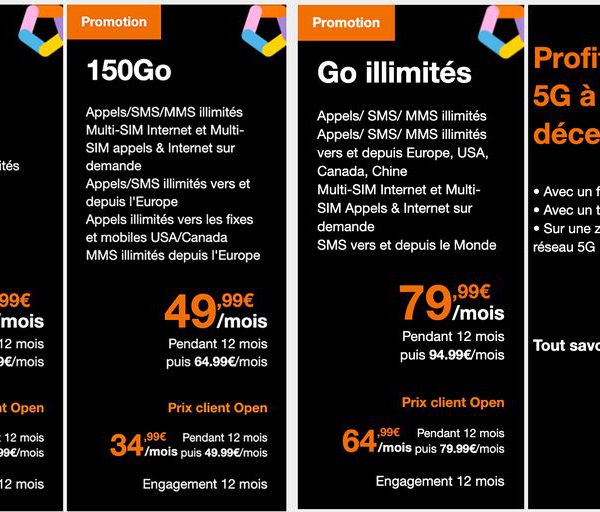 ités
,99€
/mois
12 mois
9€/mois
nt Open
12 mois
99€/mois
12 mois
Promotion
150Go
Appels/SMS/MMS illimités
Multi-SIM Internet et Multi-
SIM appels & Internet sur
demande
Appels/SMS illimités vers et
depuis l'Europe
Appels illimités vers les fixes
et mobiles USA/Canada
MMS illimités depuis l'Europe
49,99€
/mois
Pendant 12 mois
puis 64.99€/mois
Prix client Open
34,99€ Pendant 12 mois
/mois puis 49.99€/mois
Engagement 12 mois
Promotion
Go illimités
Appels/ SMS/ MMS illimités
Appels/ SMS/ MMS illimités
vers et depuis Europe, USA,
Canada, Chine
Multi-SIM Internet et Multi-
SIM Appels & Internet sur
demande
SMS vers et depuis le Monde
79,99€
/mois
Pendant 12 mois
puis 94.99€/mois
Prix client Open
64,99€ Pendant 12 mois
/mois puis 79.99€/mois
Engagement 12 mois
Profi
5G à
déce
• Avec un f
• Avec un t
• Sur une z
réseau 5G
Tout savo